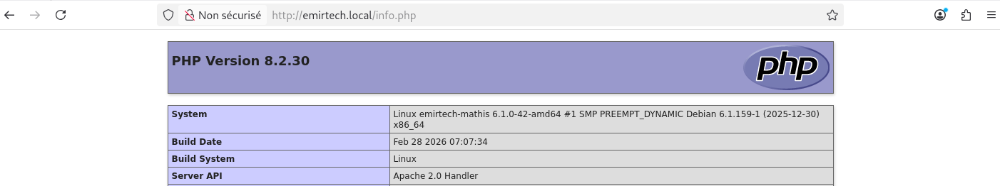 Non sécurisé http://emirtech.local/info.php
PHP Version 8.2.30
php
System Linux emirtech-mathis 6.1.0-42-amd64 #1 SMP PREEMPT_DYNAMIC Debian 6.1.159-1 (2025-12-30)
x86_64
Build Date Feb 28 2026 07:07:34
Build System Linux
Server API Apache 2.0 Handler